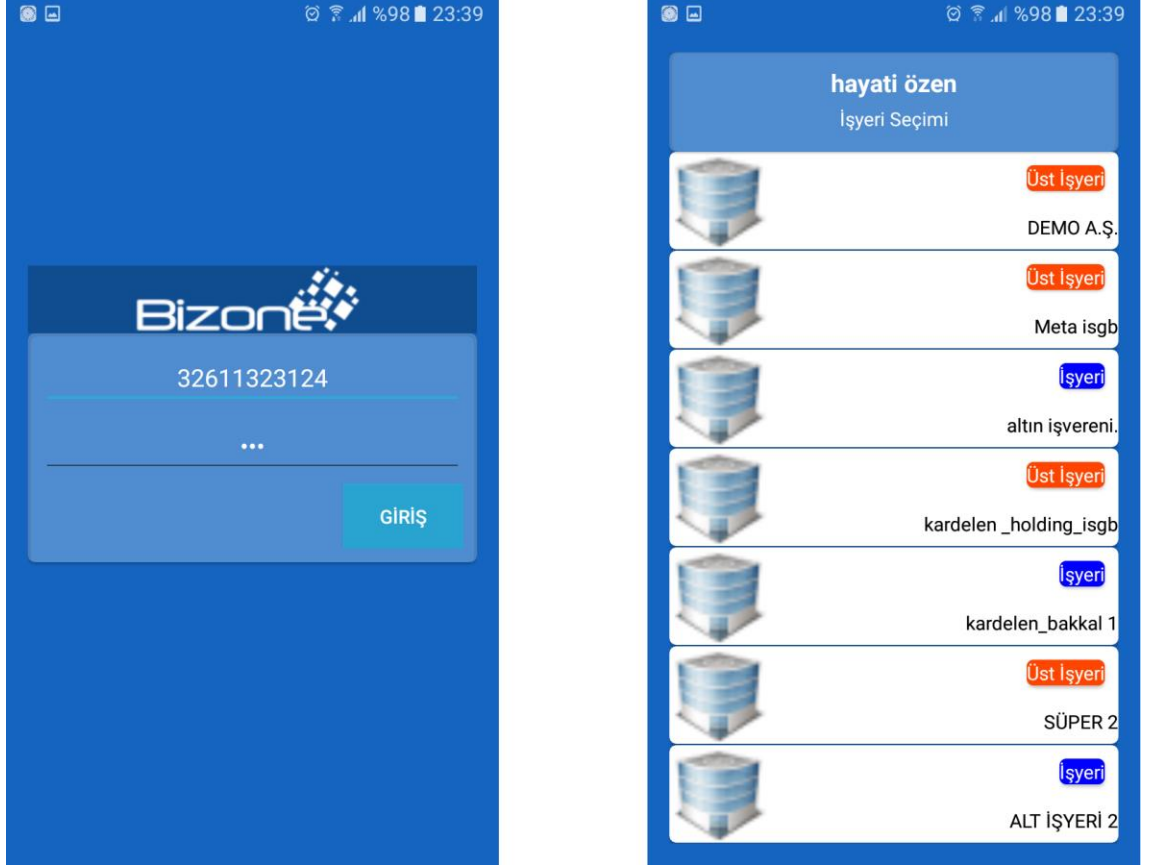 %98 23:39
Bizone
32611323124
...
GİRİŞ
%98 23:39
hayati özen
İşyeri Seçimi
Üst İşyeri
DEMO A.Ş.
Üst İşyeri
Meta isgb
İşyeri
altın işvereni.
Üst İşyeri
kardelen _holding_isgb
İşyeri
kardelen_bakkal 1
Üst İşyeri
SÜPER 2
İşyeri
ALT İŞYERİ 2